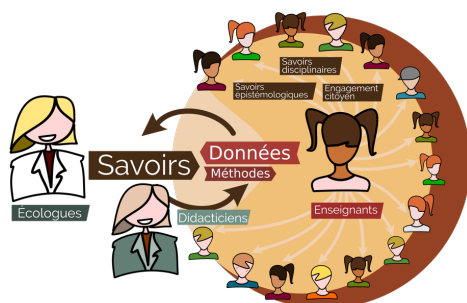 Savoirs
disciplinaires
Savoirs
épistémologiques
Engagement
citoyen
Savoirs
Données
Méthodes
Écologues
Didacticiens
Enseignants